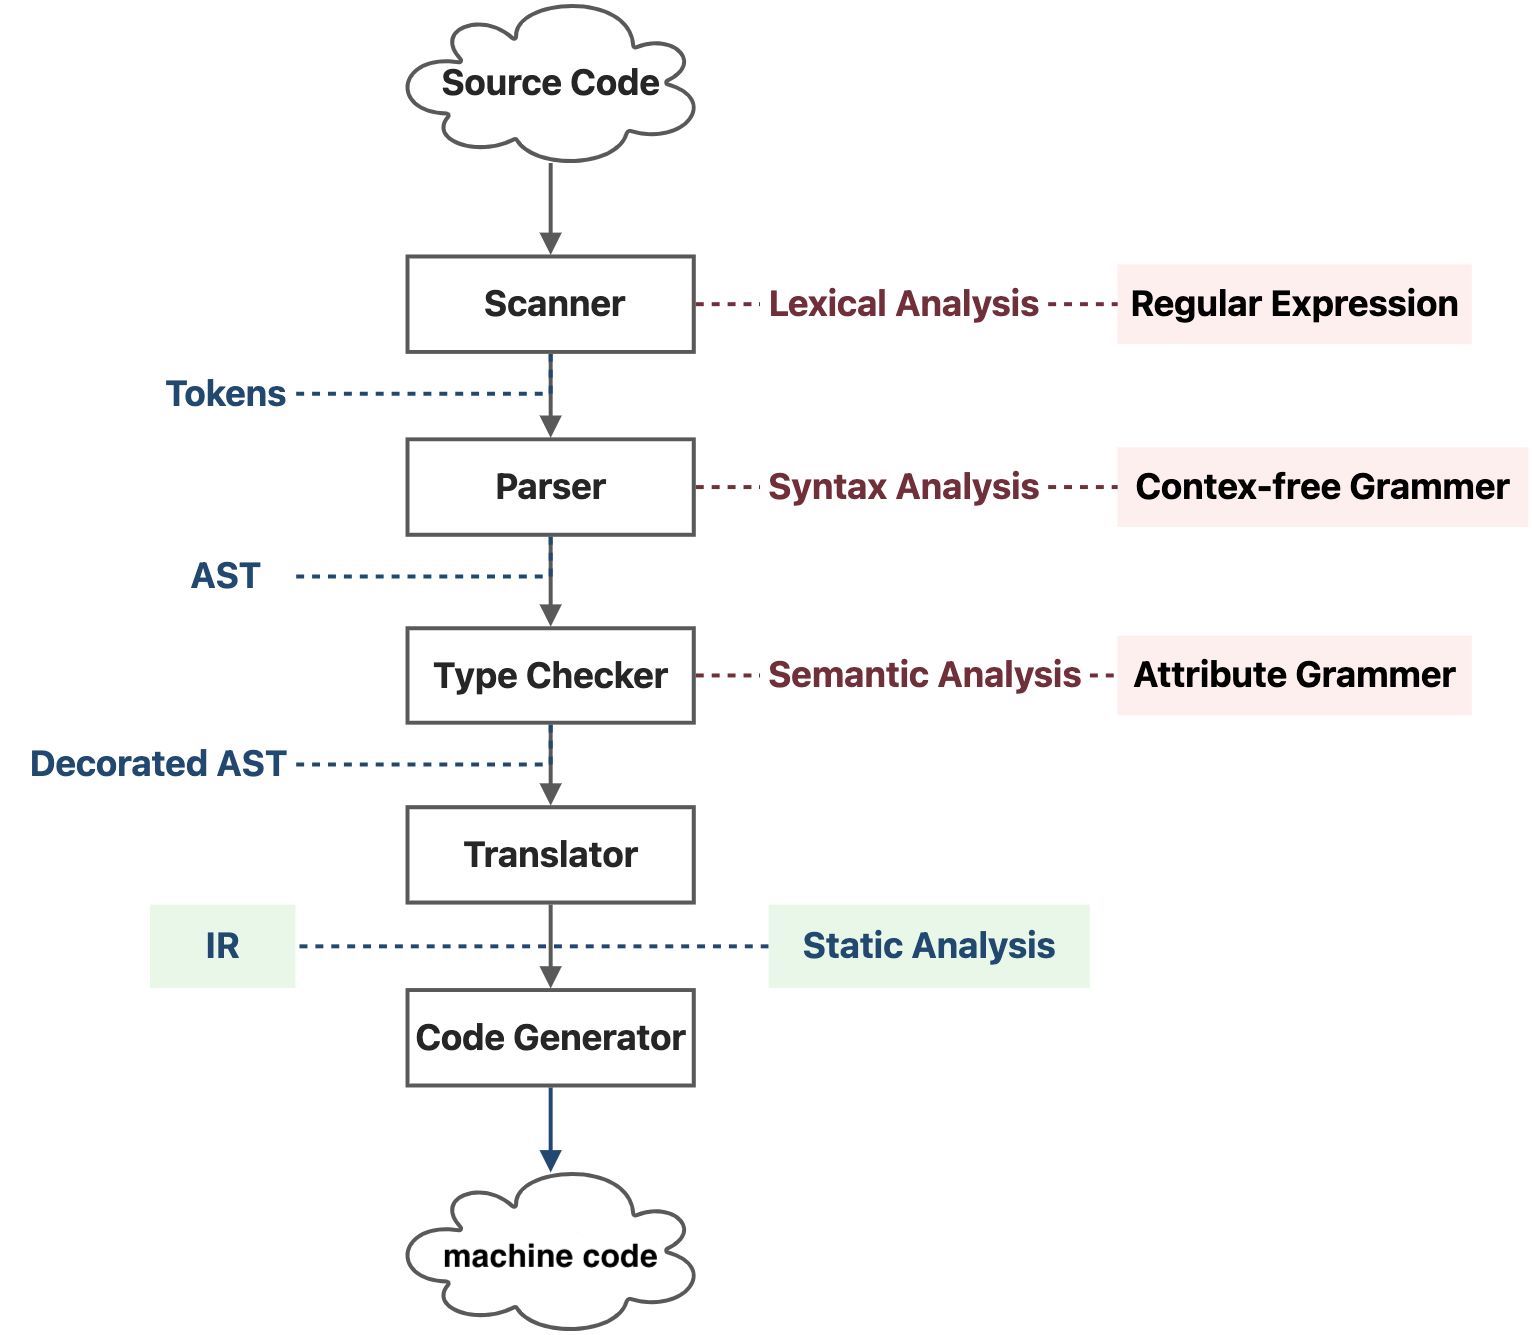 Source Code
Scanner
Lexical Analysis
Regular Expression
Tokens
Parser
Syntax Analysis
Contex-free Grammer
AST
Type Checker
Semantic Analysis
Attribute Grammer
Decorated AST
Translator
IR
Static Analysis
Code Generator
machine code